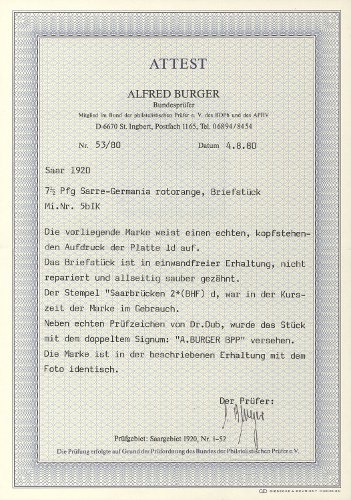 ATTEST
ALFRED BURGER
Bundesprüfer
Mitglied im Bund der philatelistischen Prüfer e. V. des BDPh und des APHV
D-6670 St. Ingbert, Postfach 1165, Tel. 06894/8454
Nr. 53/80 Datum 4.8.80
Saar 1920
7½ Pfg Sarre-Germania rotorange, Briefstück
Mi.Nr. 5bIK
Die vorliegende Marke weist einen echten, kopfstehen-
den Aufdruck der Platte 1d auf.
Das Briefstück ist in einwandfreier Erhaltung, nicht
repariert und allseitig sauber gezähnt.
Der Stempel "Saarbrücken 2*(BHF) d, war in der Kurs-
zeit der Marke im Gebrauch.
Neben echten Prüfzeichen von Dr.Dub, wurde das Stück
mit dem doppeltem Signum: "A.BURGER BPP" versehen.
Die Marke ist in der beschriebenen Erhaltung mit dem
Foto identisch.
Der Prüfer:
Prüfgebiet: Saargebiet 1920, Nr. 1-52
Die Prüfung erfolgte auf Grund der Prüfordnung des Bundes der Philatelistischen Prüfer e.V.